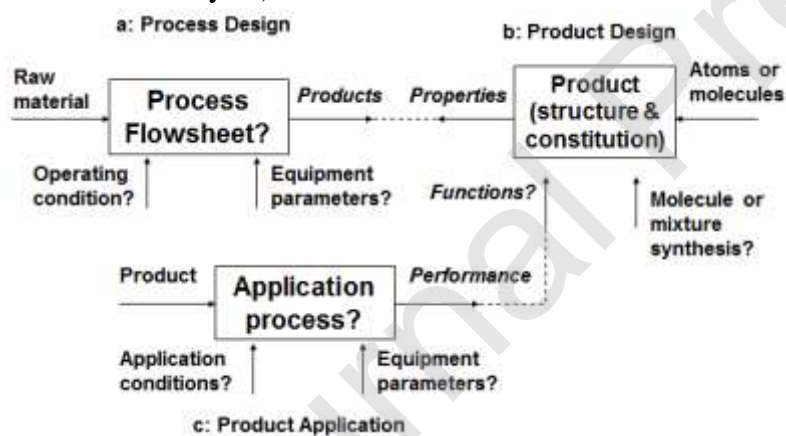 a: Process Design
b: Product Design
Raw
material
Process
Flowsheet?
Products
Properties
Product
(structure &
constitution)
Atoms or
molecules
Operating
condition?
Equipment
parameters?
Functions?
Molecule or
mixture
synthesis?
Product
Application
process?
Performance
Application
conditions?
Equipment
parameters?
c: Product Application